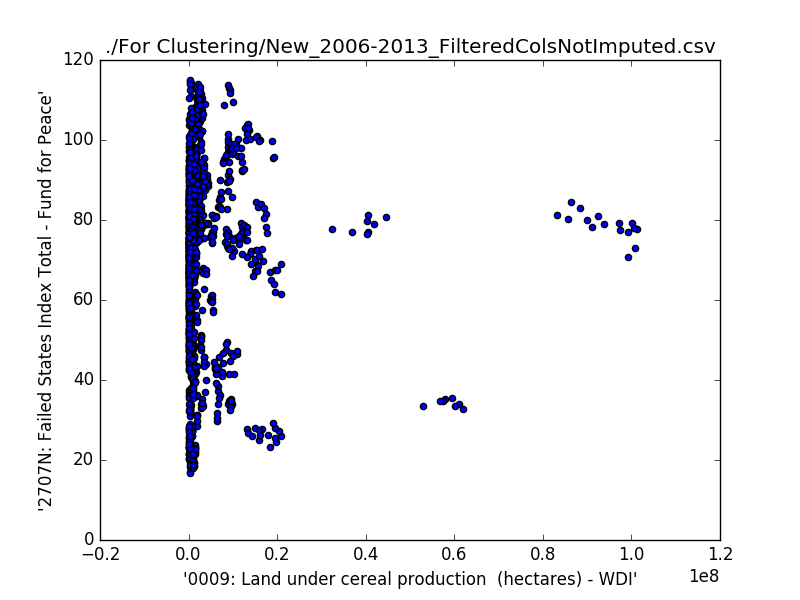 ./For Clustering/New_2006-2013_FilteredColsNotImputed.csv
120
100
80
60
40
20
0
'2707N: Failed States Index Total - Fund for Peace'
−0.2 0.0 0.2 0.4 0.6 0.8 1.0 1.2
1e8
'0009: Land under cereal production  (hectares) - WDI'